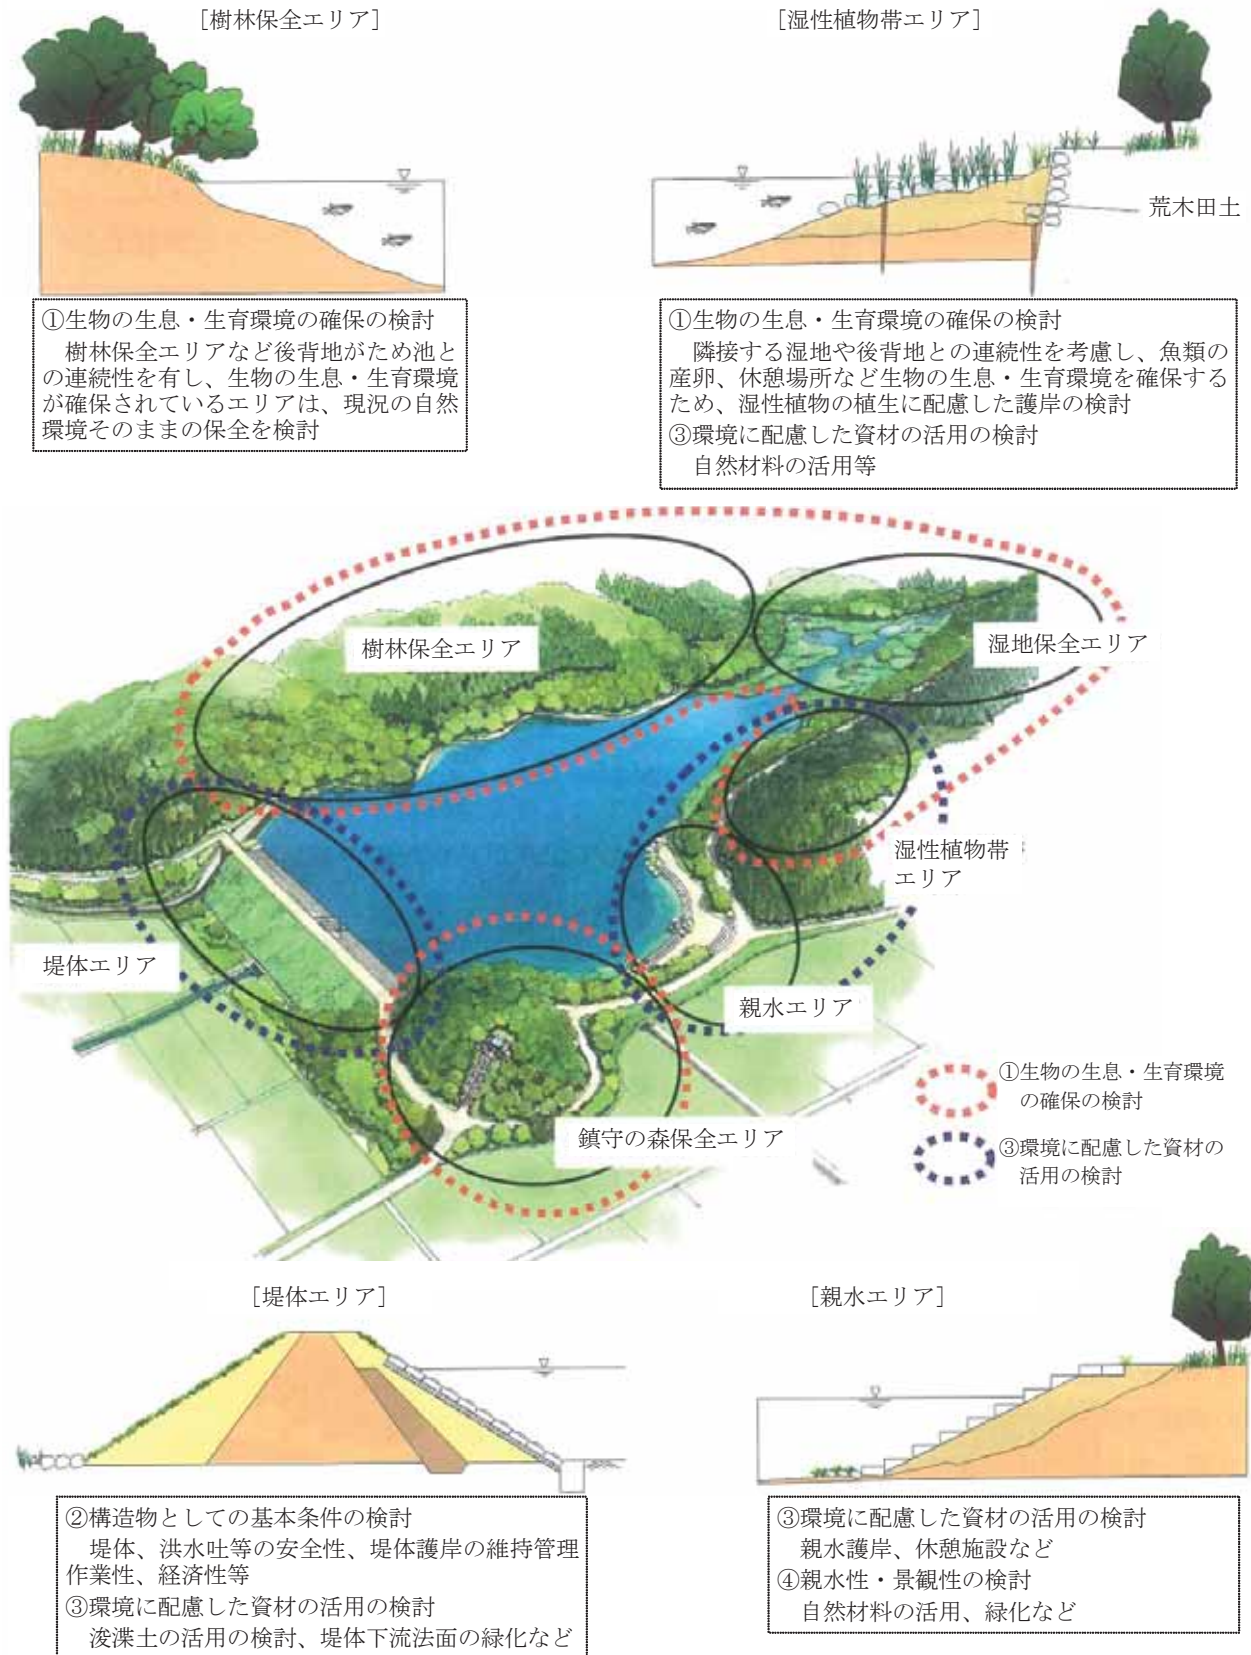 ［樹林保全エリア］
［湿性植物帯エリア］
荒木田土
①生物の生息・生育環境の確保の検討
樹林保全エリアなど後背地がため池と
の連続性を有し、生物の生息・生育環境
が確保されているエリアは、現況の自然
環境そのままの保全を検討
①生物の生息・生育環境の確保の検討
隣接する湿地や後背地との連続性を考慮し、魚類の
産卵、休憩場所など生物の生息・生育環境を確保する
ため、湿性植物の植生に配慮した護岸の検討
③環境に配慮した資材の活用の検討
自然材料の活用等
樹林保全エリア
湿地保全エリア
湿性植物帯
エリア
堤体エリア
親水エリア
鎮守の森保全エリア
①生物の生息・生育環境
の確保の検討
③環境に配慮した資材の
活用の検討
［堤体エリア］
［親水エリア］
②構造物としての基本条件の検討
堤体、洪水吐等の安全性、堤体護岸の維持管理
作業性、経済性等
③環境に配慮した資材の活用の検討
浚渫土の活用の検討、堤体下流法面の緑化など
③環境に配慮した資材の活用の検討
親水護岸、休憩施設など
④親水性・景観性の検討
自然材料の活用、緑化など